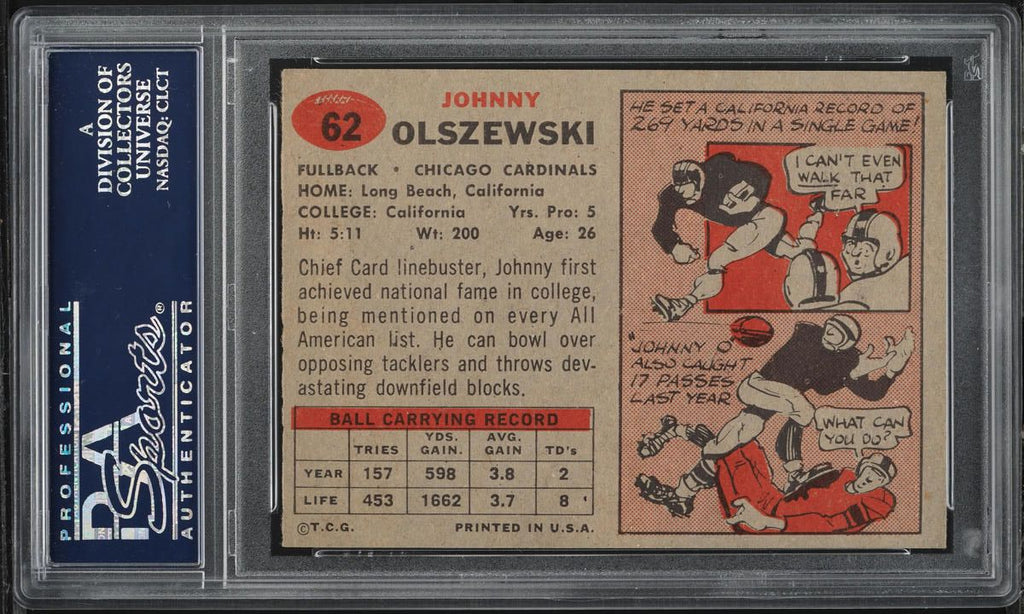 A
DIVISION OF
COLLECTORS
UNIVERSE
NASDAQ: CLCT
PROFESSIONAL
PSA
Sports®
AUTHENTICATOR
62
JOHNNY
OLSZEWSKI
FULLBACK • CHICAGO CARDINALS
HOME: Long Beach, California
COLLEGE: California Yrs. Pro: 5
Ht: 5:11 Wt: 200 Age: 26
Chief Card linebuster, Johnny first
achieved national fame in college,
being mentioned on every All
American list. He can bowl over
opposing tacklers and throws dev-
astating downfield blocks.
BALL CARRYING RECORD
TRIES YDS. GAIN. AVG. GAIN TD's
YEAR 157 598 3.8 2
LIFE 453 1662 3.7 8
©T.C.G. PRINTED IN U.S.A.
HE SET A CALIFORNIA RECORD OF
269 YARDS IN A SINGLE GAME!
I CAN'T EVEN
WALK THAT
FAR
"JOHNNY O"
ALSO CAUGHT
17 PASSES
LAST YEAR
WHAT CAN
YOU DO?